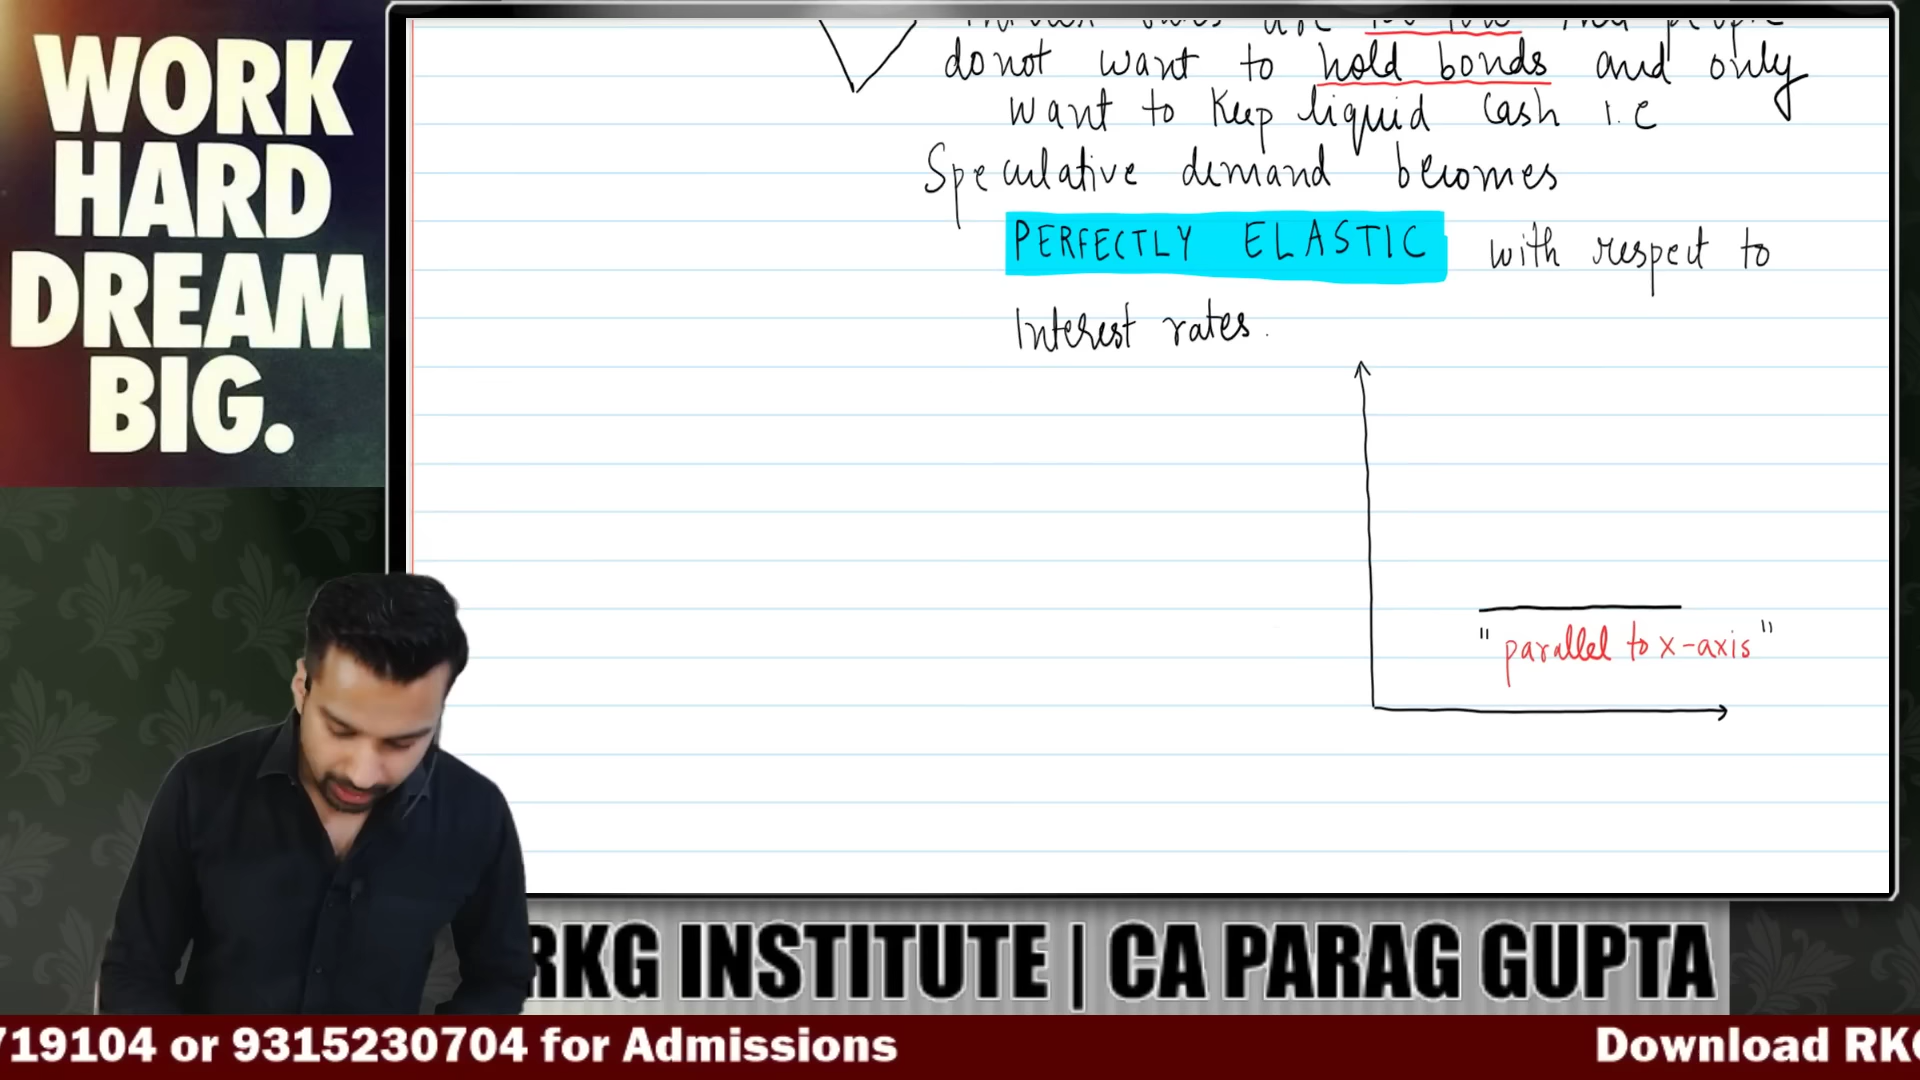 WORK
HARD
DREAM
BIG.
do not want to hold bonds and only
want to keep liquid cash i.e
Speculative demand becomes
PERFECTLY ELASTIC with respect to
Interest rates.
"parallel to x-axis"
RKG INSTITUTE | CA PARAG GUPTA
719104 or 9315230704 for Admissions
Download RK